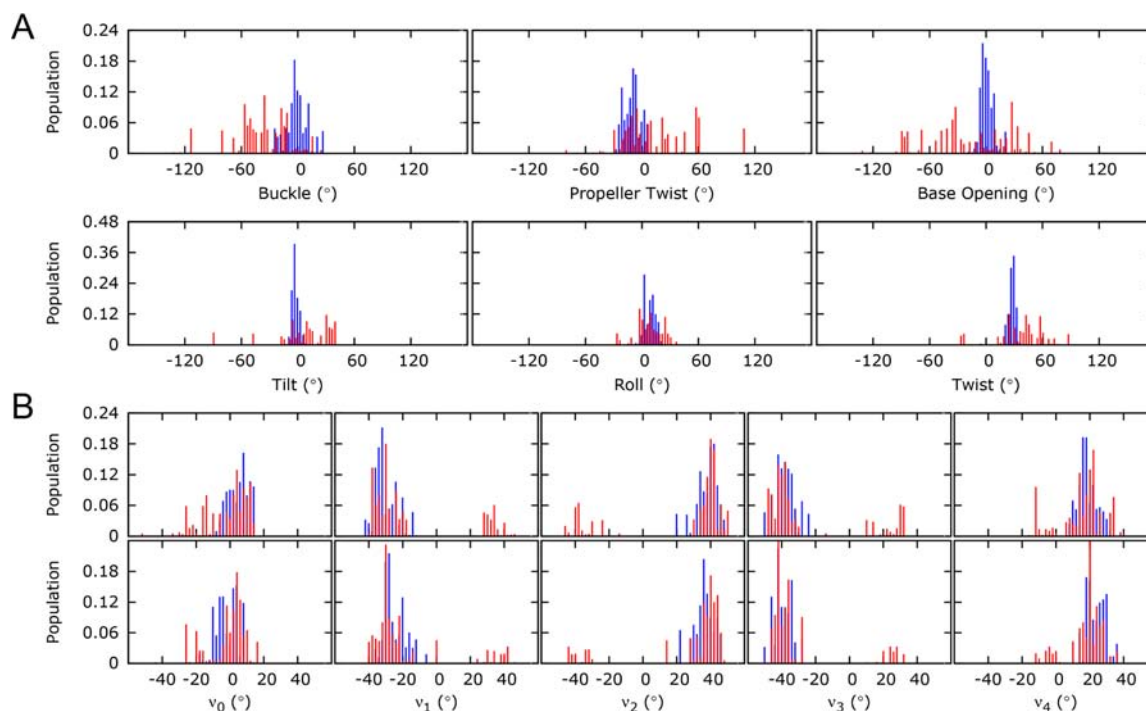 A
Population
0.24
0.18
0.12
0.06
0
-120 -60 0 60 120
Buckle (°)
-120 -60 0 60 120
Propeller Twist (°)
-120 -60 0 60 120
Base Opening (°)
Population
0.48
0.36
0.24
0.12
0
-120 -60 0 60 120
Tilt (°)
-120 -60 0 60 120
Roll (°)
-120 -60 0 60 120
Twist (°)
B
Population
0.24
0.18
0.12
0.06
0
Population
0.18
0.12
0.06
0
-40 -20 0 20 40
ν0 (°)
-40 -20 0 20 40
ν1 (°)
-40 -20 0 20 40
ν2 (°)
-40 -20 0 20 40
ν3 (°)
-40 -20 0 20 40
ν4 (°)